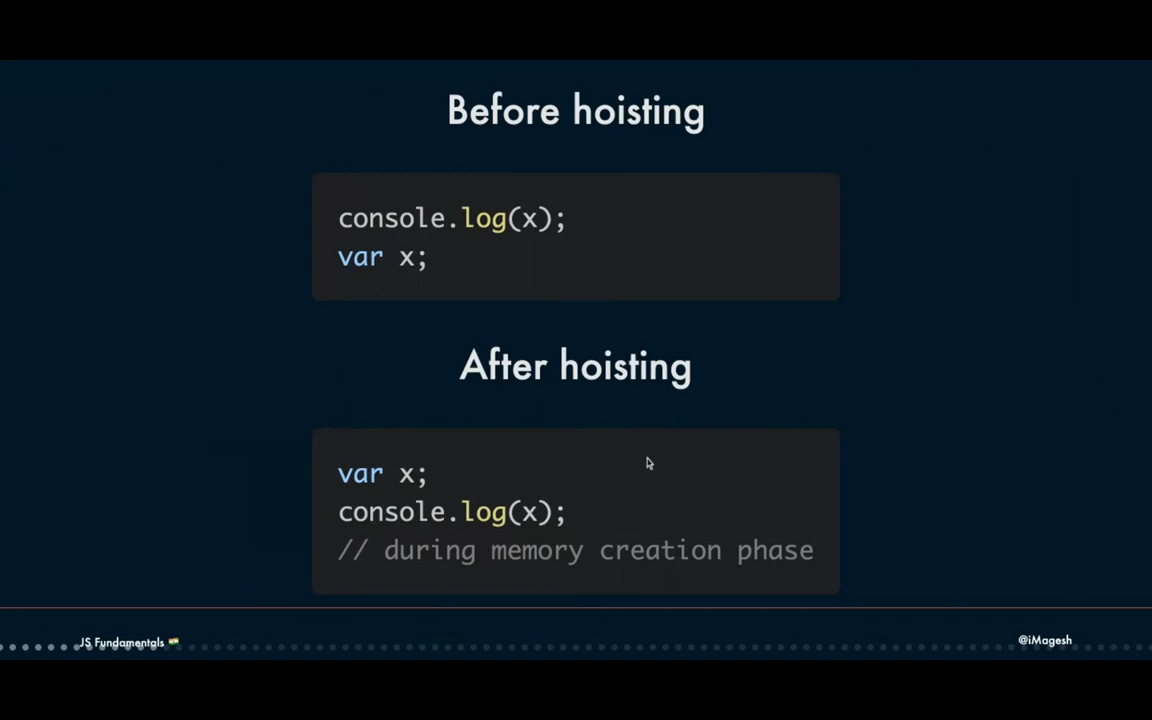 Before hoisting
console.log(x);
var x;
After hoisting
var x;
console.log(x);
// during memory creation phase
JS Fundamentals 🇮🇳
@iMagesh